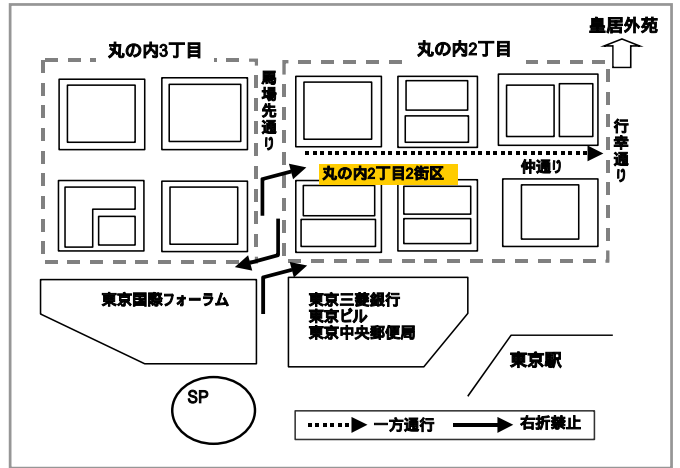 皇居外苑
丸の内3丁目
丸の内2丁目
馬場先通り
行幸通り
仲通り
丸の内2丁目2街区
東京国際フォーラム
東京三菱銀行
東京ビル
東京中央郵便局
東京駅
SP
一方通行
右折禁止